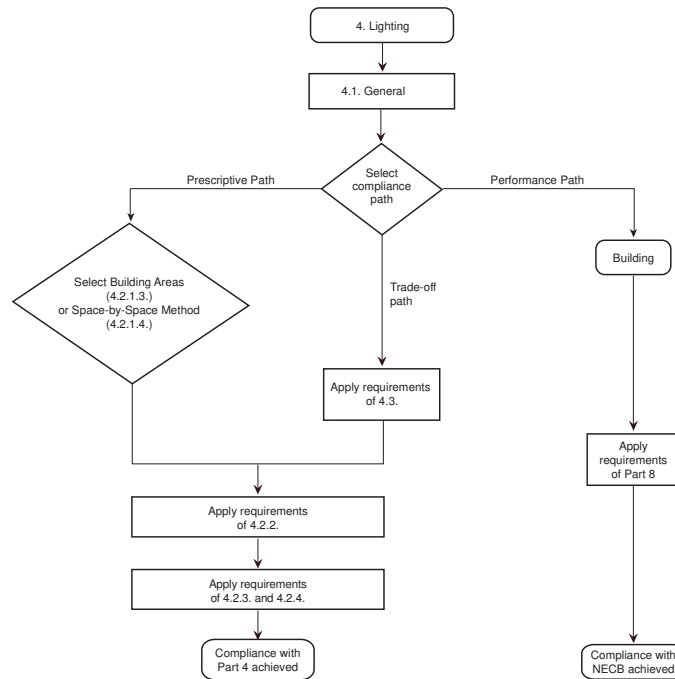 4. Lighting
4.1. General
Select
compliance
path
Prescriptive Path
Performance Path
Select Building Areas
(4.2.1.3.)
or Space-by-Space Method
(4.2.1.4.)
Trade-off
path
Building
Apply requirements
of 4.3.
Apply
requirements
of Part 8
Apply requirements
of 4.2.2.
Apply requirements
of 4.2.3. and 4.2.4.
Compliance with
Part 4 achieved
Compliance with
NECB achieved